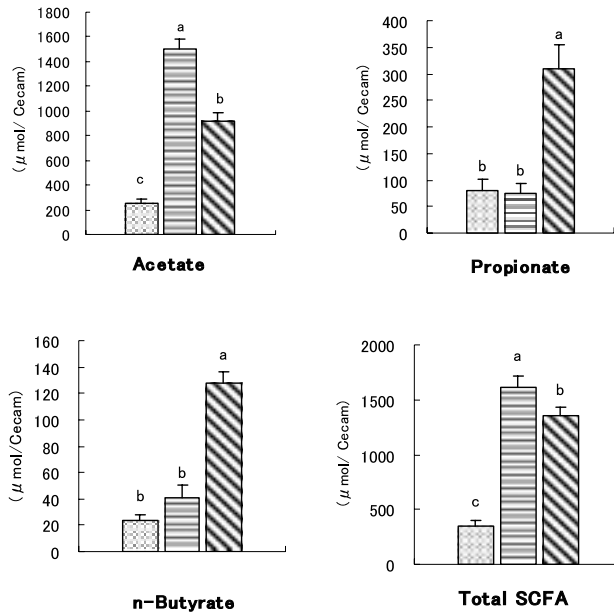 1800
1600
1400
1200
1000
800
600
400
200
0
(μmol/ Cecam)
a
b
c
Acetate
400
350
300
250
200
150
100
50
0
(μmol/ Cecam)
a
b
b
Propionate
160
140
120
100
80
60
40
20
0
(μmol/Cecam)
a
b
b
n-Butyrate
2000
1500
1000
500
0
(μmol/ Cecam)
a
b
c
Total SCFA